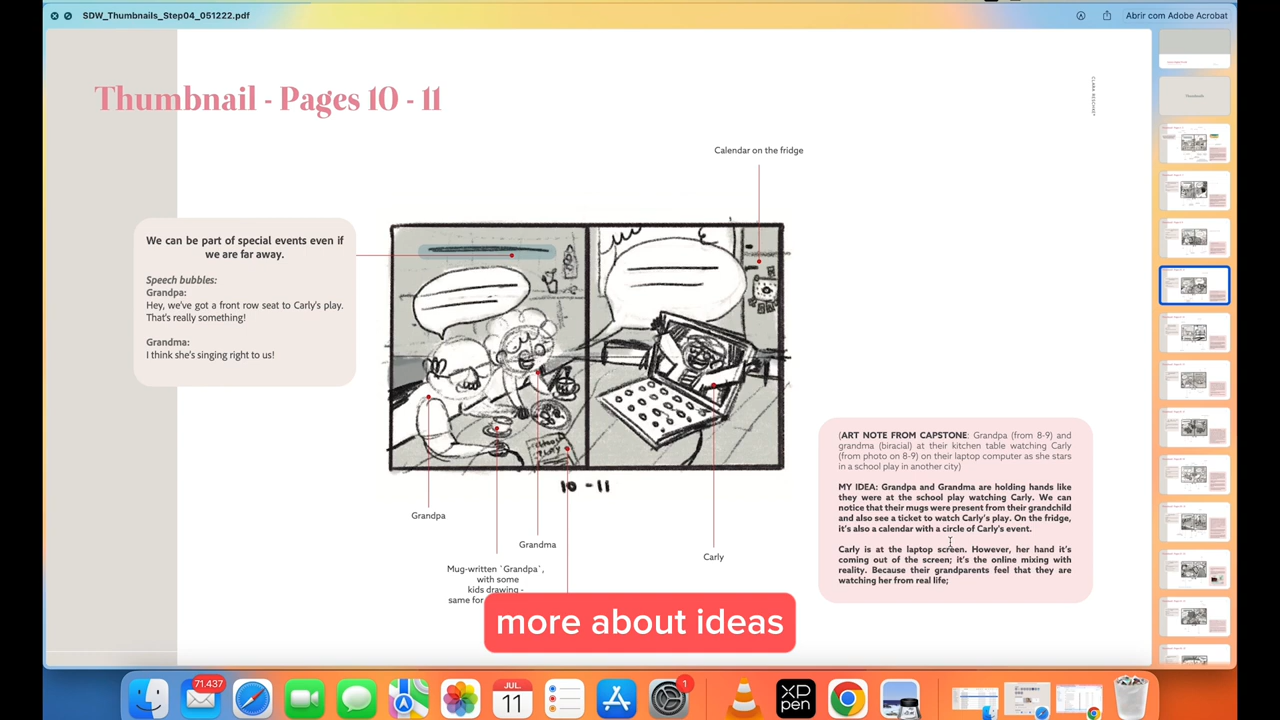 SDW_Thumbnails_Step04_051222.pdf
Abrir com Adobe Acrobat
Thumbnail - Pages 10 - 11
Calendar on the fridge
We can be part of special events even if
we are far away.
Speech bubbles:
Grandpa:
Hey, we've got a front row seat to Carly's play.
That's really something!
Grandma:
I think she's singing right to us!
10 -11
Grandpa
Grandma
Carly
Mug-written `Grandpa`,
with some
kids drawing -
same for
(ART NOTE FROM CAPSTONE: Grandpa (from 8-9) and
grandma (biracial) at their kitchen table watching Carly
(from photo on 8-9) on their laptop computer as she stars
in a school play in another city)
MY IDEA: Grandpa and Grandma are holding hands like
they were at the school play watching Carly. We can
notice that their mugs were present from their grandchild
and also see a ticket to watch Carly's play. On the fridge,
it's also a calendar with a circle of Carly's event.
Carly is at the laptop screen. However, her hand it's
coming out of the screen; it's the online mixing with
reality. Because their grandparents feel that they are
watching her from real life;
more about ideas
71.437
JUL.
11
1
XP
pen